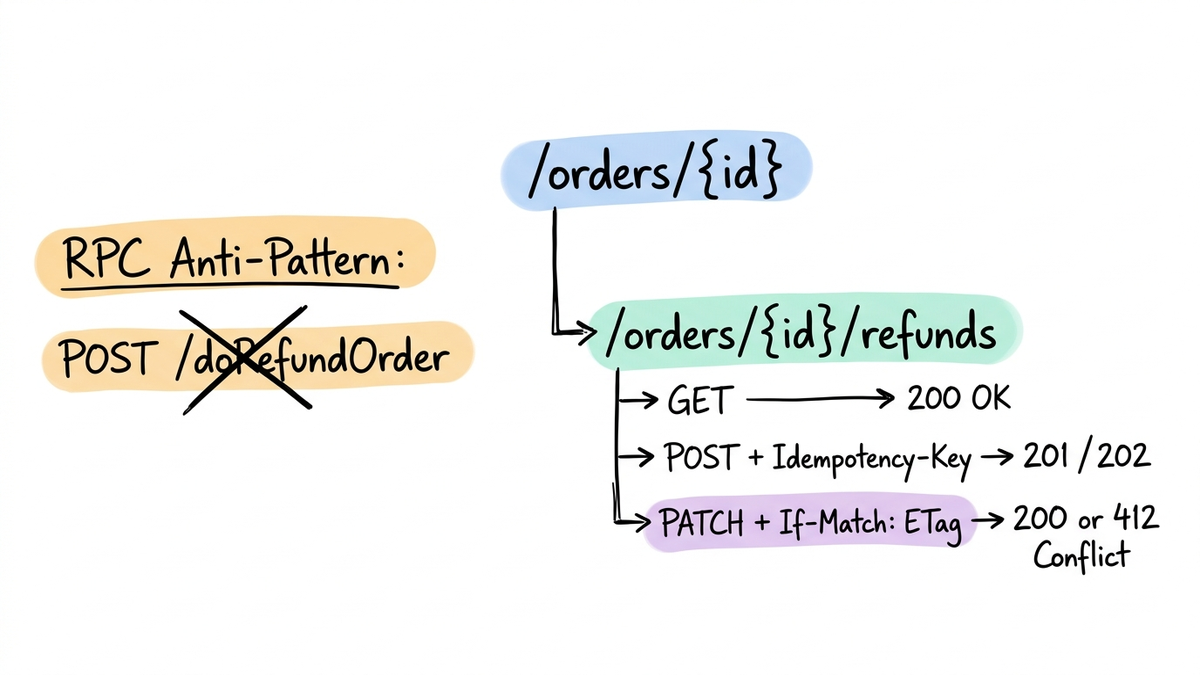 RPC Anti-Pattern:
POST /doRefundOrder
/orders/{id}
/orders/{id}/refunds
GET → 200 OK
POST + Idempotency-Key → 201 / 202
PATCH + If-Match: ETag → 200 or 412
Conflict